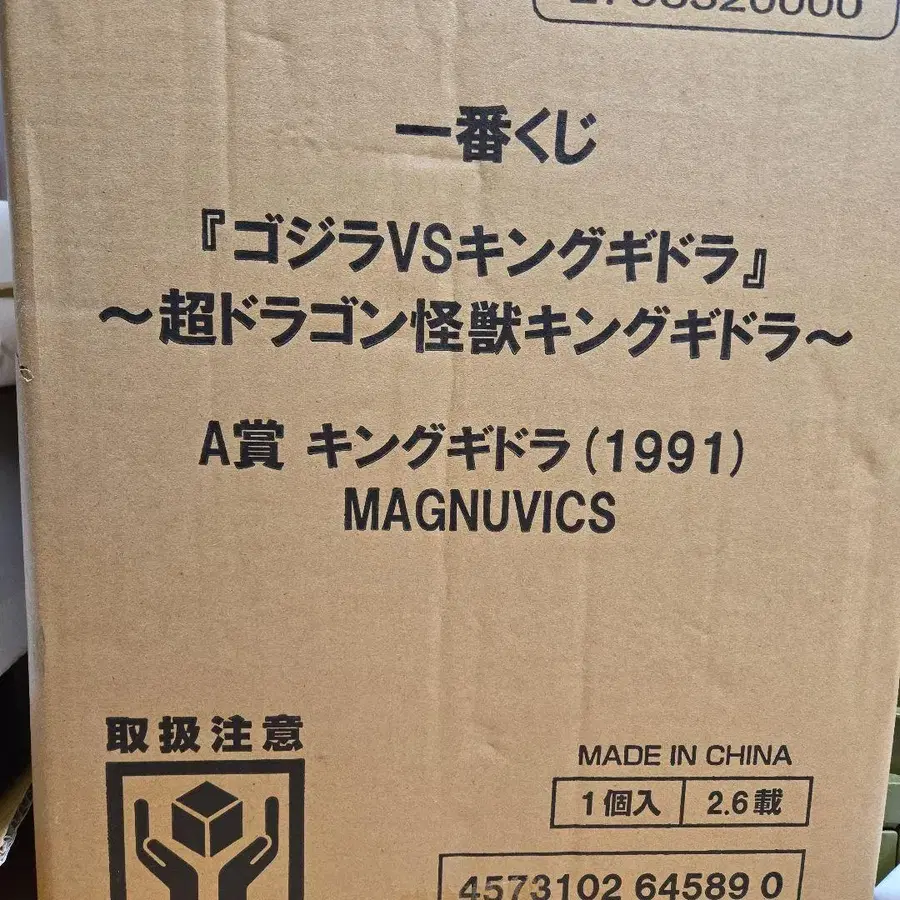 一番くじ
『ゴジラVSキングギドラ』
～超ドラゴン怪獣キングギドラ～
A賞 キングギドラ(1991)
MAGNUVICS
取扱注意
MADE IN CHINA
1個入 2.6載
4573102 64589 0